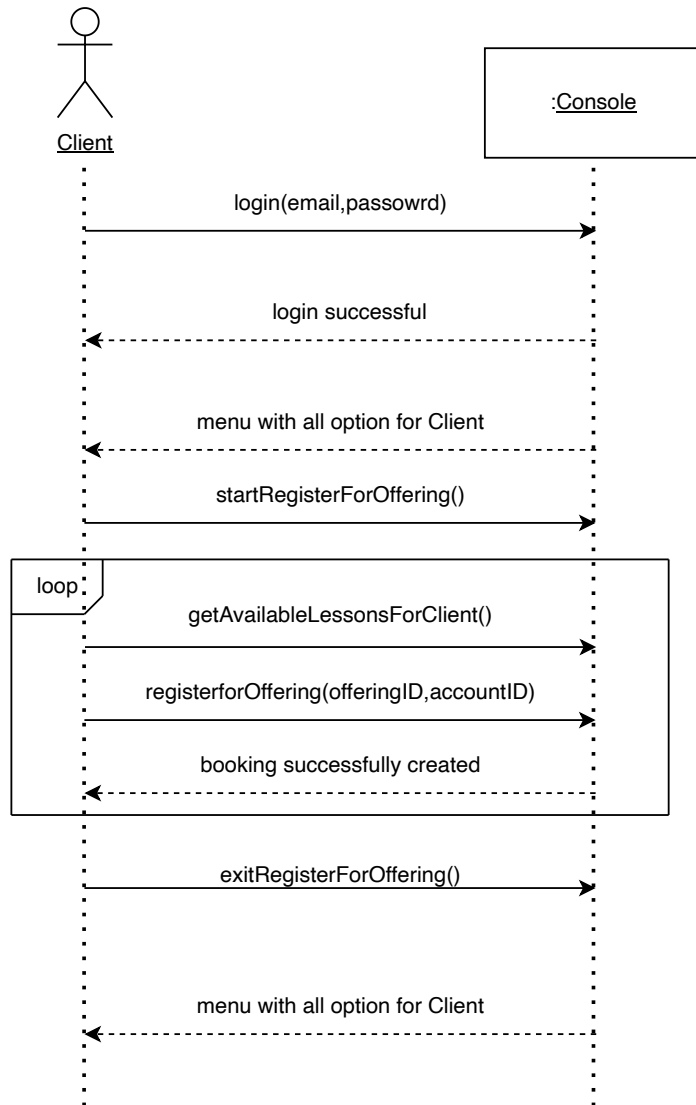 Client
:Console
login(email,passowrd)
login successful
menu with all option for Client
startRegisterForOffering()
loop
getAvailableLessonsForClient()
registerforOffering(offeringID,accountID)
booking successfully created
exitRegisterForOffering()
menu with all option for Client